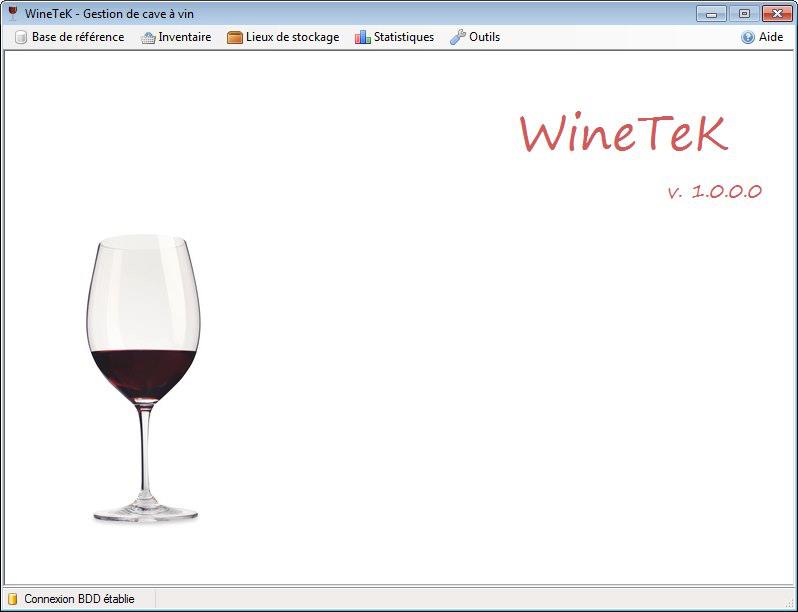 WineTeK - Gestion de cave à vin
Base de référence Inventaire Lieux de stockage Statistiques Outils Aide
WineTeK
v. 1.0.0.0
Connexion BDD établie